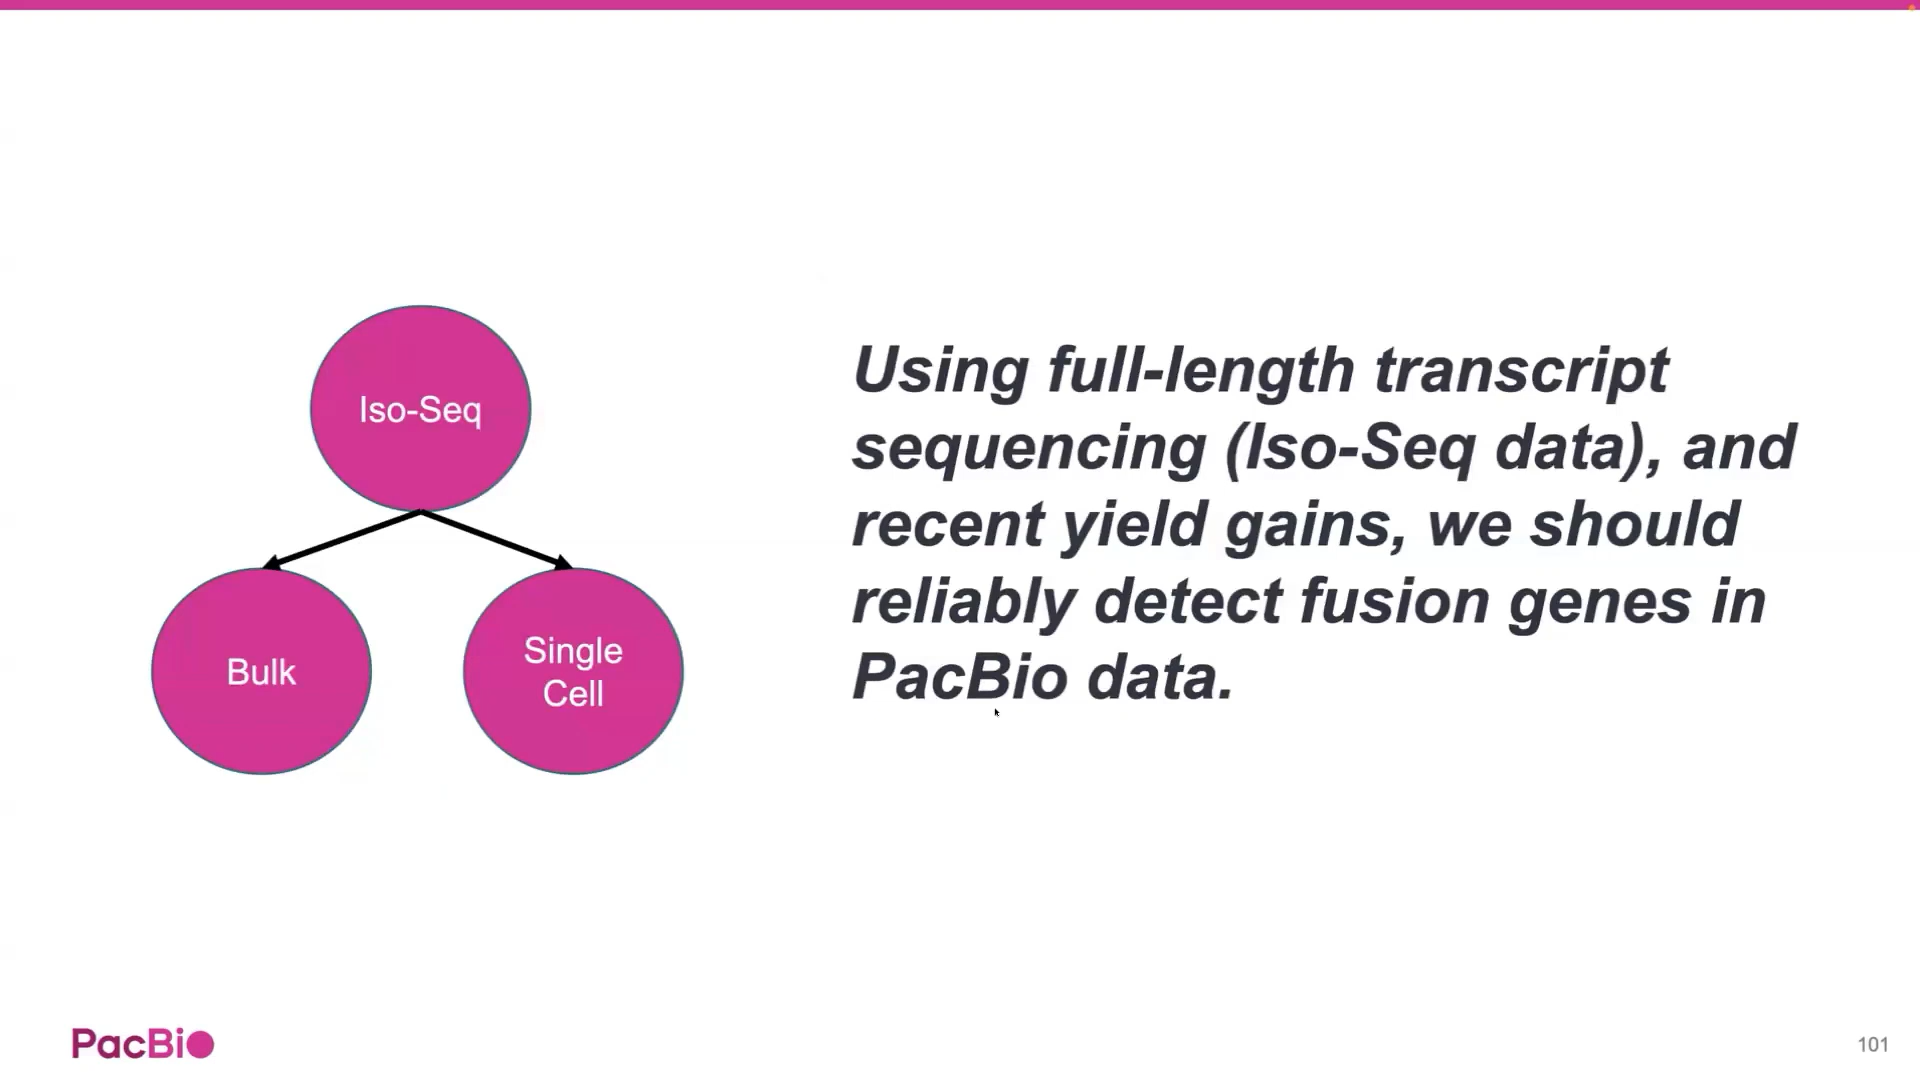 Iso-Seq
Bulk
Single
Cell
Using full-length transcript
sequencing (Iso-Seq data), and
recent yield gains, we should
reliably detect fusion genes in
PacBio data.
PacBio
101